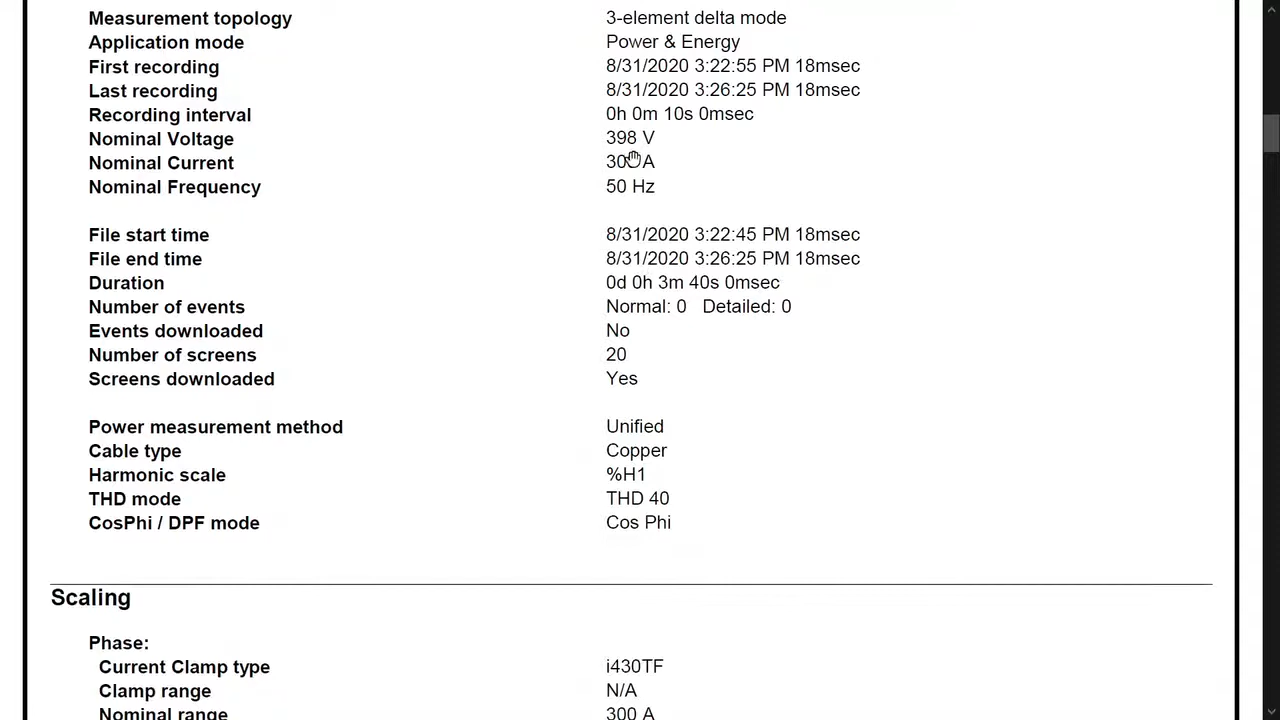 Measurement topology 3-element delta mode
Application mode Power & Energy
First recording 8/31/2020 3:22:55 PM 18msec
Last recording 8/31/2020 3:26:25 PM 18msec
Recording interval 0h 0m 10s 0msec
Nominal Voltage 398 V
Nominal Current A
Nominal Frequency 50 Hz
File start time 8/31/2020 3:22:45 PM 18msec
File end time 8/31/2020 3:26:25 PM 18msec
Duration 0d 0h 3m 40s 0msec
Number of events Normal: 0 Detailed: 0
Events downloaded No
Number of screens 20
Screens downloaded Yes
Power measurement method Unified
Cable type Copper
Harmonic scale %H1
THD mode THD 40
CosPhi / DPF mode Cos Phi
Scaling
Phase:
Current Clamp type i430TF
Clamp range N/A
Nominal range 300 A